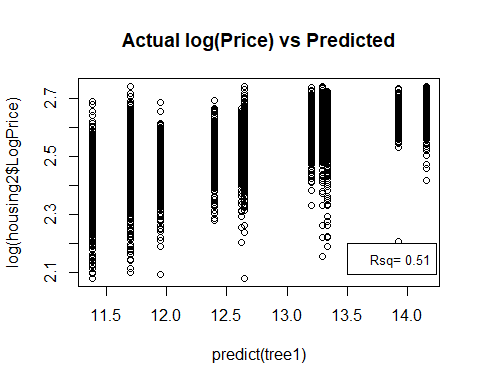 Actual log(Price) vs Predicted
log(housing2$LogPrice)
2.7
2.5
2.3
2.1
Rsq= 0.51
11.5 12.0 12.5 13.0 13.5 14.0
predict(tree1)